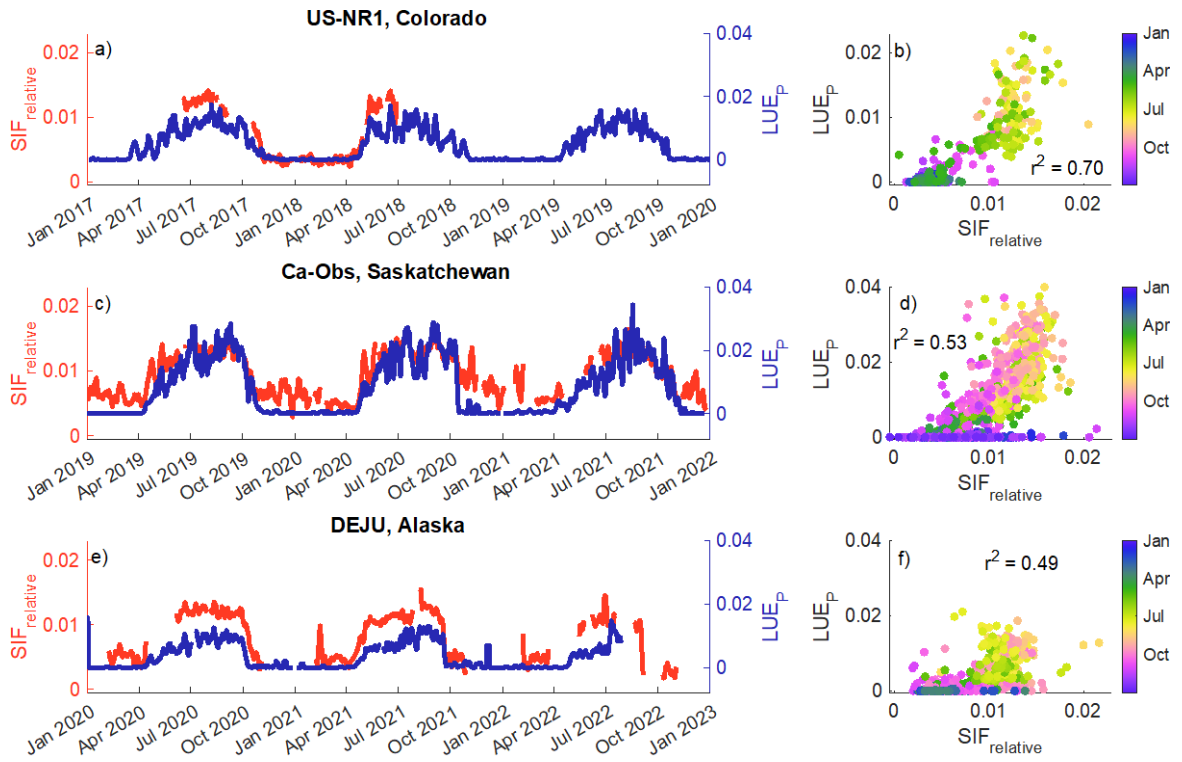 US-NR1, Colorado
a)
SIFrelative
0.02
0.01
0
LUEP
0.04
0.02
0
Jan 2017 Apr 2017 Jul 2017 Oct 2017 Jan 2018 Apr 2018 Jul 2018 Oct 2018 Jan 2019 Apr 2019 Jul 2019 Oct 2019 Jan 2020
b)
LUEP
0.04
0.02
0
r2 = 0.70
0 0.01 0.02
SIFrelative
Jan
Apr
Jul
Oct
Ca-Obs, Saskatchewan
c)
SIFrelative
0.02
0.01
0
LUEP
0.04
0.02
0
Jan 2019 Apr 2019 Jul 2019 Oct 2019 Jan 2020 Apr 2020 Jul 2020 Oct 2020 Jan 2021 Apr 2021 Jul 2021 Oct 2021 Jan 2022
d)
LUEP
0.04
0.02
0
r2 = 0.53
0 0.01 0.02
SIFrelative
Jan
Apr
Jul
Oct
DEJU, Alaska
e)
SIFrelative
0.02
0.01
0
LUEP
0.04
0.02
0
Jan 2020 Apr 2020 Jul 2020 Oct 2020 Jan 2021 Apr 2021 Jul 2021 Oct 2021 Jan 2022 Apr 2022 Jul 2022 Oct 2022 Jan 2023
f)
LUEP
0.04
0.02
0
r2 = 0.49
0 0.01 0.02
SIFrelative
Jan
Apr
Jul
Oct